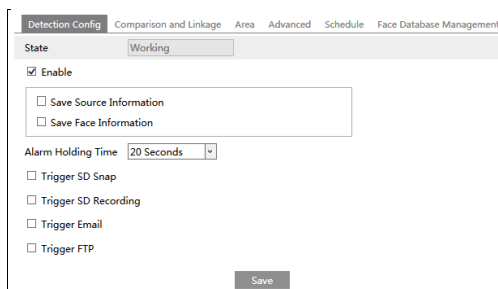 Detection Config Comparison and Linkage Area Advanced Schedule Face Database Management
State Working
Enable
Save Source Information
Save Face Information
Alarm Holding Time 20 Seconds
Trigger SD Snap
Trigger SD Recording
Trigger Email
Trigger FTP
Save